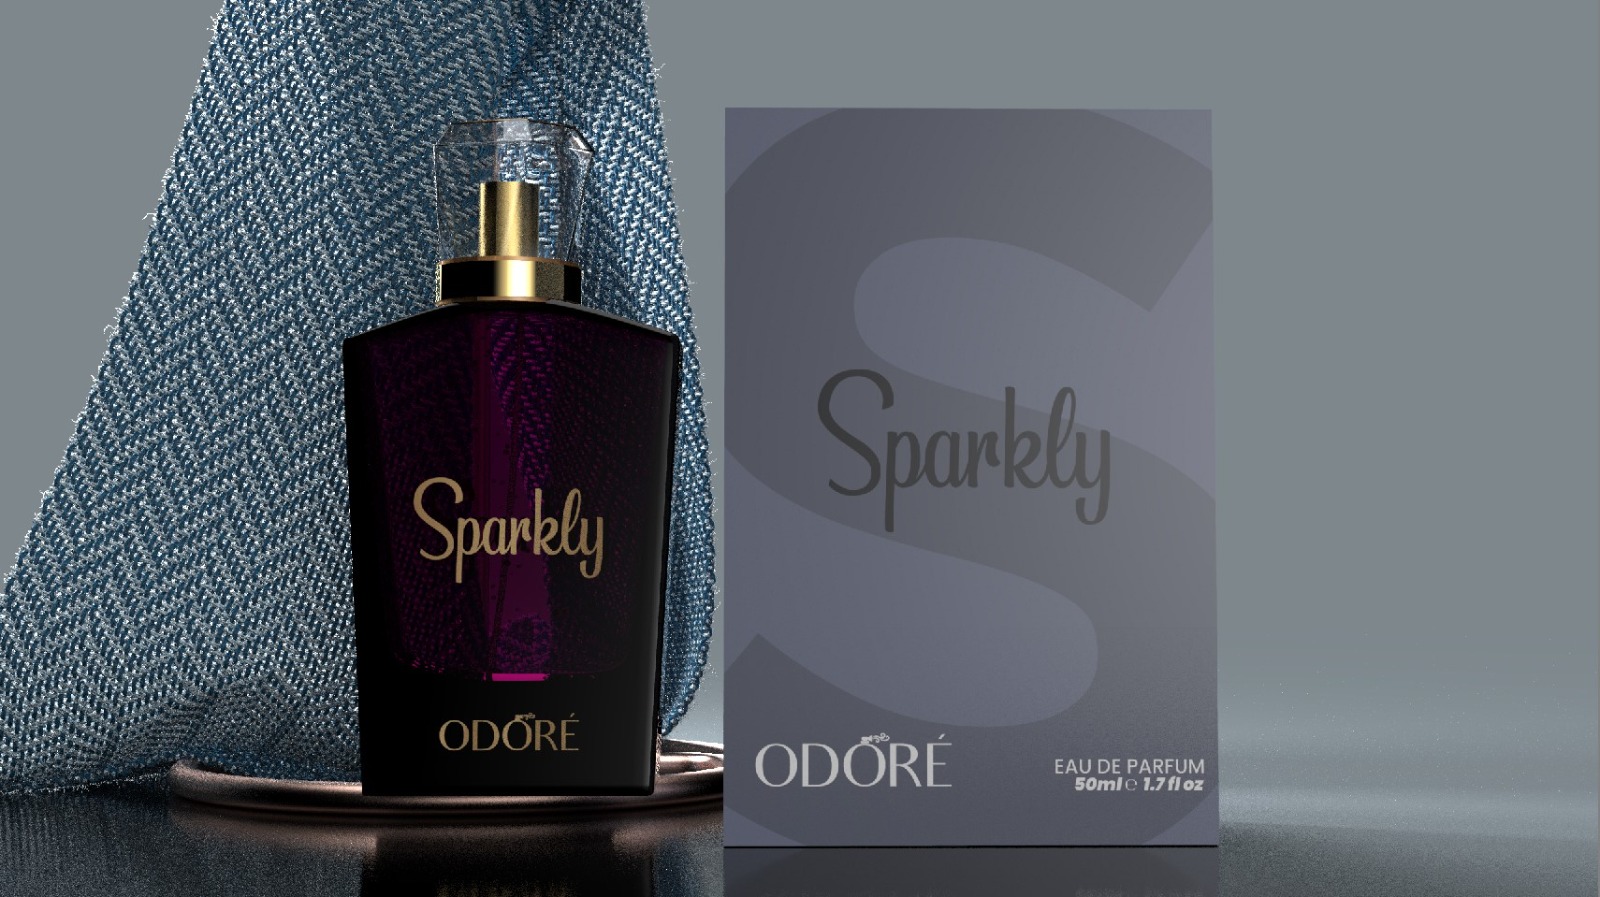 Sparkly
ODORÉ
Sparkly
ODORÉ
EAU DE PARFUM
50ml ℮ 1.7 fl oz